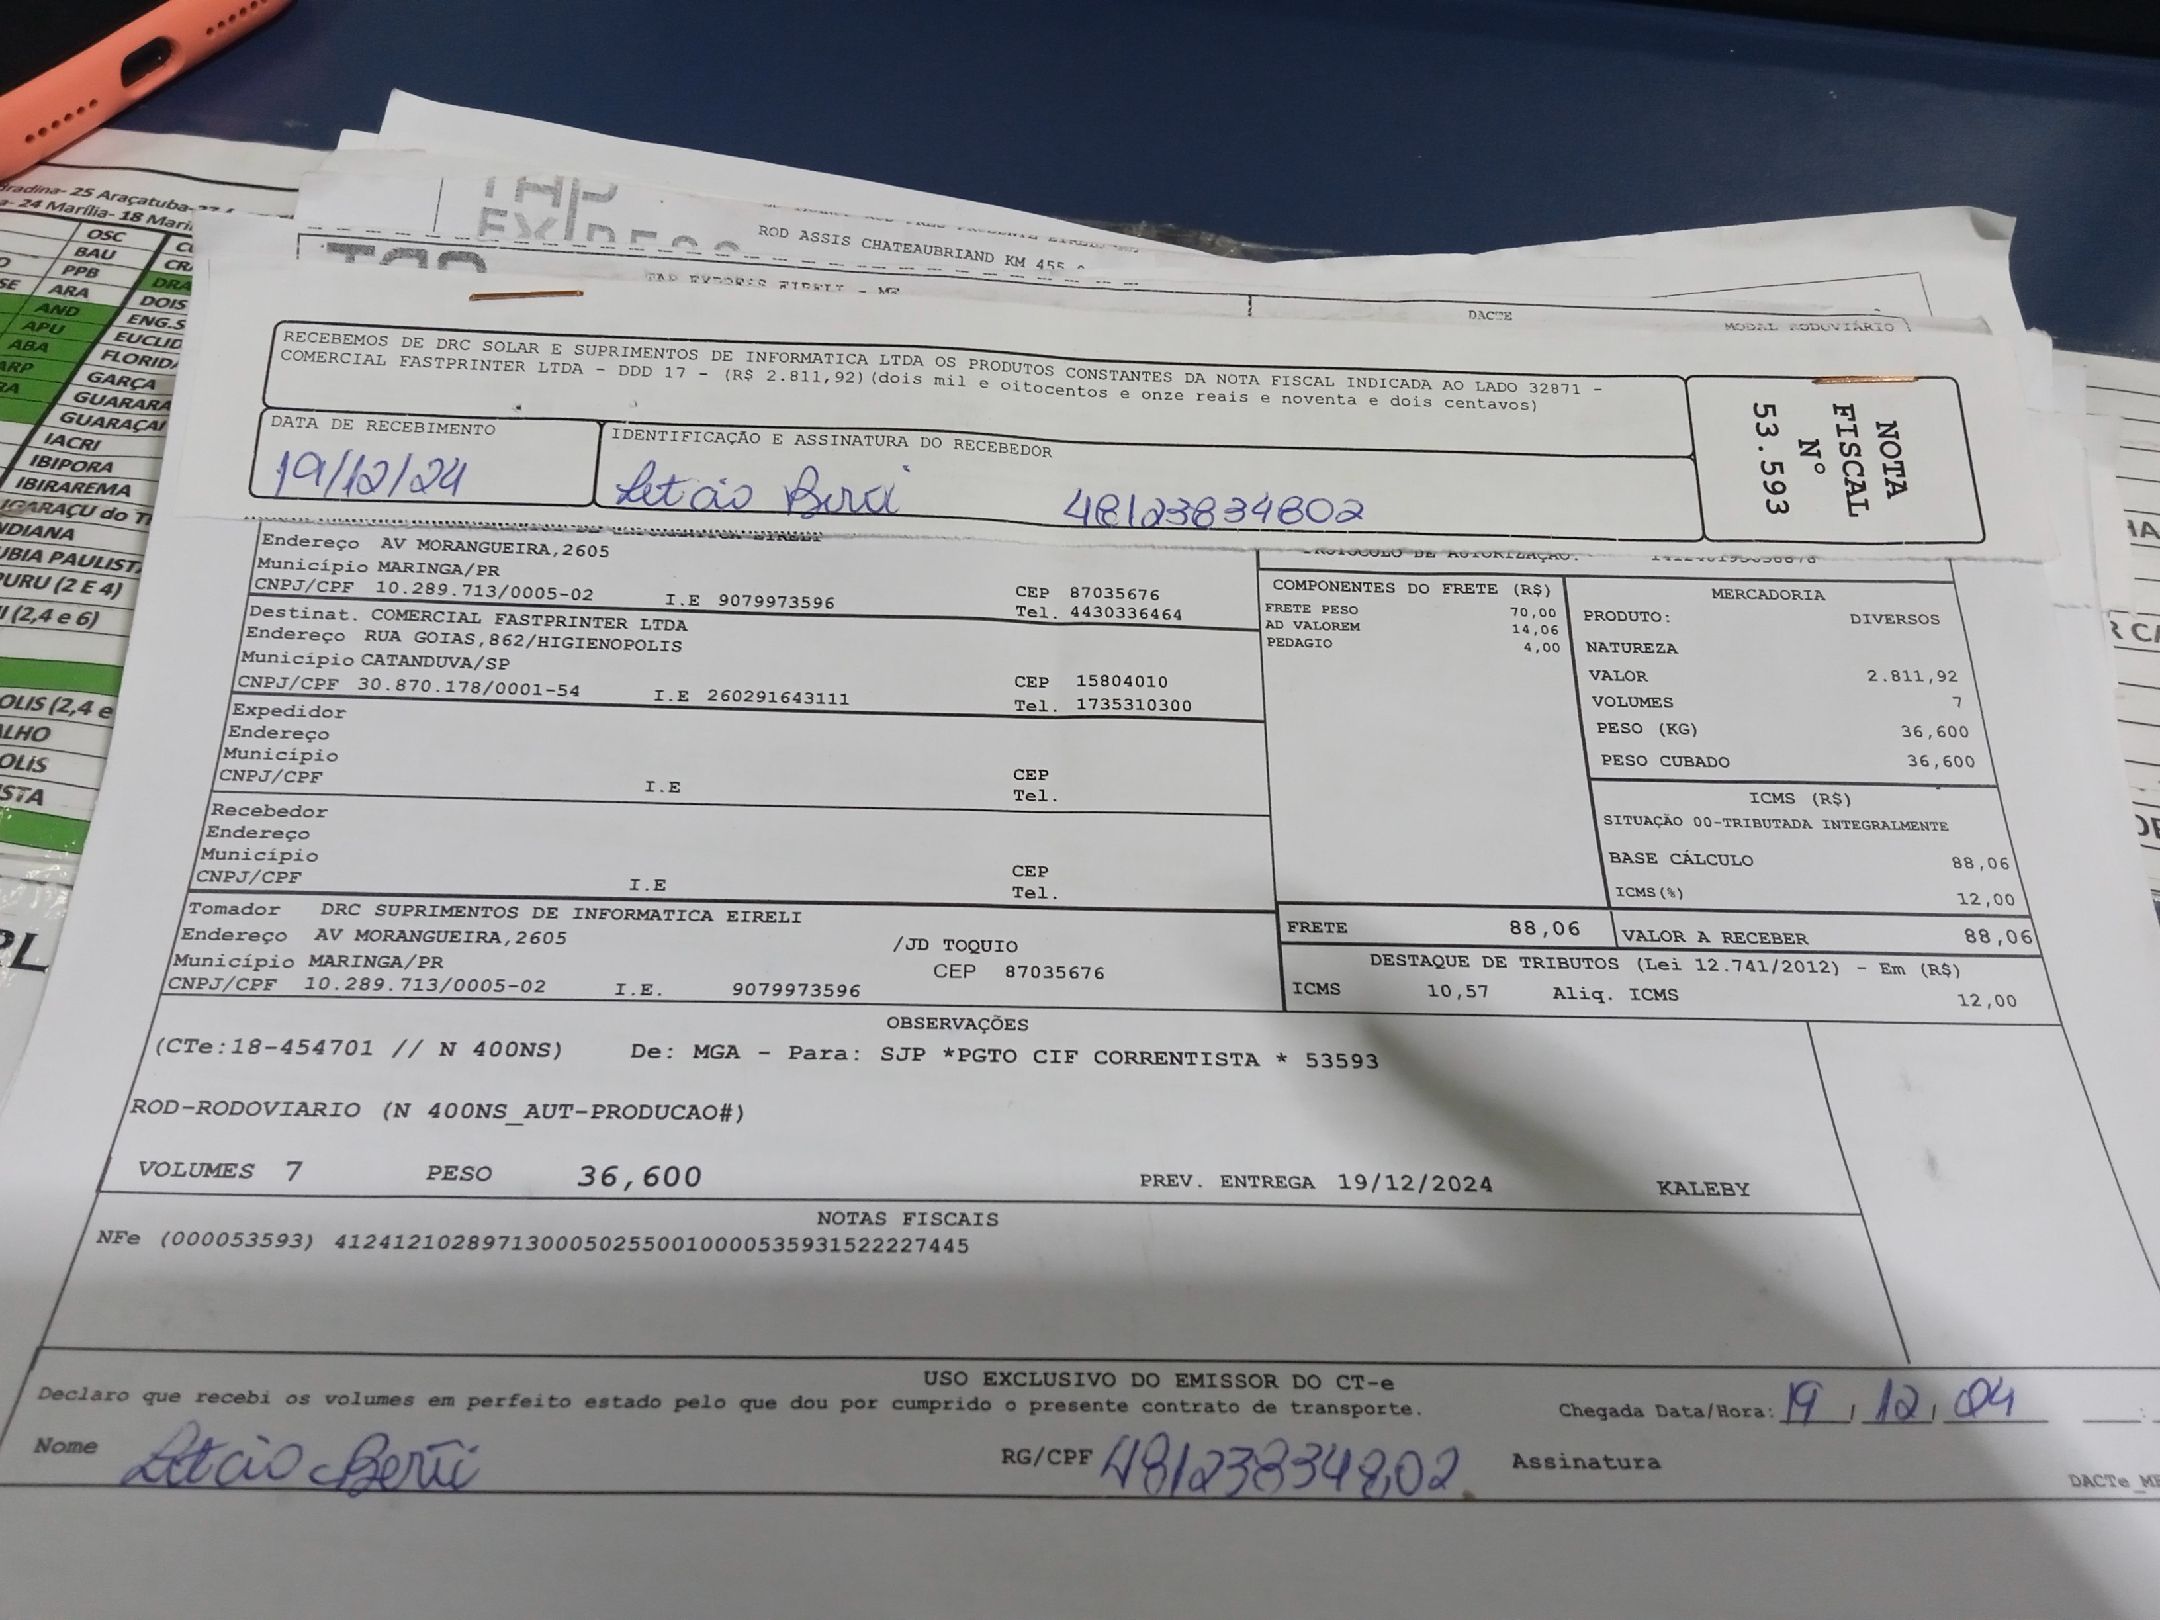 ROD ASSIS CHATEAUBRIAND KM 455
DACTE
MODAL RODOVIÁRIO
RECEBEMOS DE DRC SOLAR E SUPRIMENTOS DE INFORMATICA LTDA OS PRODUTOS CONSTANTES DA NOTA FISCAL INDICADA AO LADO 32871 -
COMERCIAL FASTPRINTER LTDA - DDD 17 - (R$ 2.811,92)(dois mil e oitocentos e onze reais e noventa e dois centavos)
NOTA
FISCAL
N°
53.593
DATA DE RECEBIMENTO
19/12/24
IDENTIFICAÇÃO E ASSINATURA DO RECEBEDOR
48123834802
Endereço AV MORANGUEIRA,2605
Município MARINGA/PR
CEP 87035676
CNPJ/CPF 10.289.713/0005-02 I.E 9079973596 Tel. 4430336464
Destinat. COMERCIAL FASTPRINTER LTDA
Endereço RUA GOIAS,862/HIGIENOPOLIS
Município CATANDUVA/SP CEP 15804010
CNPJ/CPF 30.870.178/0001-54 I.E 260291643111 Tel. 1735310300
Expedidor
Endereço
Município CEP
CNPJ/CPF I.E Tel.
Recebedor
Endereço
Município CEP
CNPJ/CPF I.E Tel.
Tomador DRC SUPRIMENTOS DE INFORMATICA EIRELI
Endereço AV MORANGUEIRA,2605 /JD TOQUIO
Município MARINGA/PR CEP 87035676
CNPJ/CPF 10.289.713/0005-02 I.E. 9079973596
COMPONENTES DO FRETE (R$)
FRETE PESO 70,00
AD VALOREM 14,06
PEDAGIO 4,00
MERCADORIA
PRODUTO: DIVERSOS
NATUREZA
VALOR 2.811,92
VOLUMES 7
PESO (KG) 36,600
PESO CUBADO 36,600
ICMS (R$)
SITUAÇÃO 00-TRIBUTADA INTEGRALMENTE
BASE CÁLCULO 88,06
ICMS(%) 12,00
FRETE 88,06 VALOR A RECEBER 88,06
DESTAQUE DE TRIBUTOS (Lei 12.741/2012) - Em (R$)
ICMS 10,57 Aliq. ICMS 12,00
OBSERVAÇÕES
(CTe:18-454701 // N 400NS) De: MGA - Para: SJP *PGTO CIF CORRENTISTA * 53593
ROD-RODOVIARIO (N 400NS_AUT-PRODUCAO#)
VOLUMES 7 PESO 36,600 PREV. ENTREGA 19/12/2024 KALEBY
NOTAS FISCAIS
NFe (000053593) 41241210289713000502550010000535931522227445
USO EXCLUSIVO DO EMISSOR DO CT-e
Declaro que recebi os volumes em perfeito estado pelo que dou por cumprido o presente contrato de transporte.
Chegada Data/Hora: 19, 12, 24
Nome
RG/CPF 48123834802 Assinatura
OSC
BAU
PPB
ARA
AND
APU
ABA
DOIS
GARÇA
IACRI
IBIPORA
IBIRAREMA